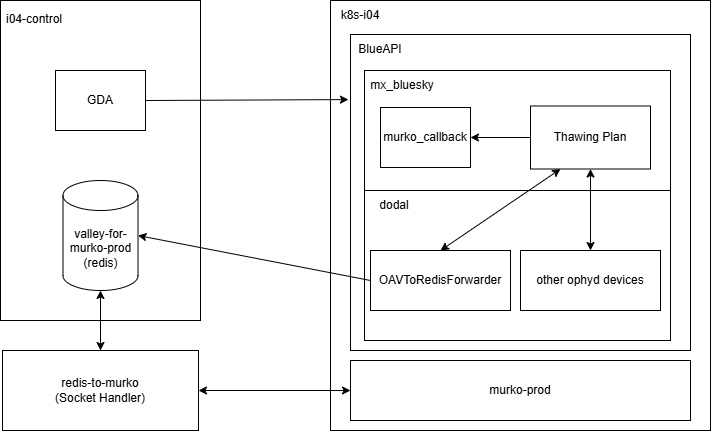 i04-control
k8s-i04
BlueAPI
mx_bluesky
GDA
murko_callback
Thawing Plan
dodal
valley-for-
murko-prod
(redis)
OAVToRedisForwarder
other ophyd devices
redis-to-murko
(Socket Handler)
murko-prod